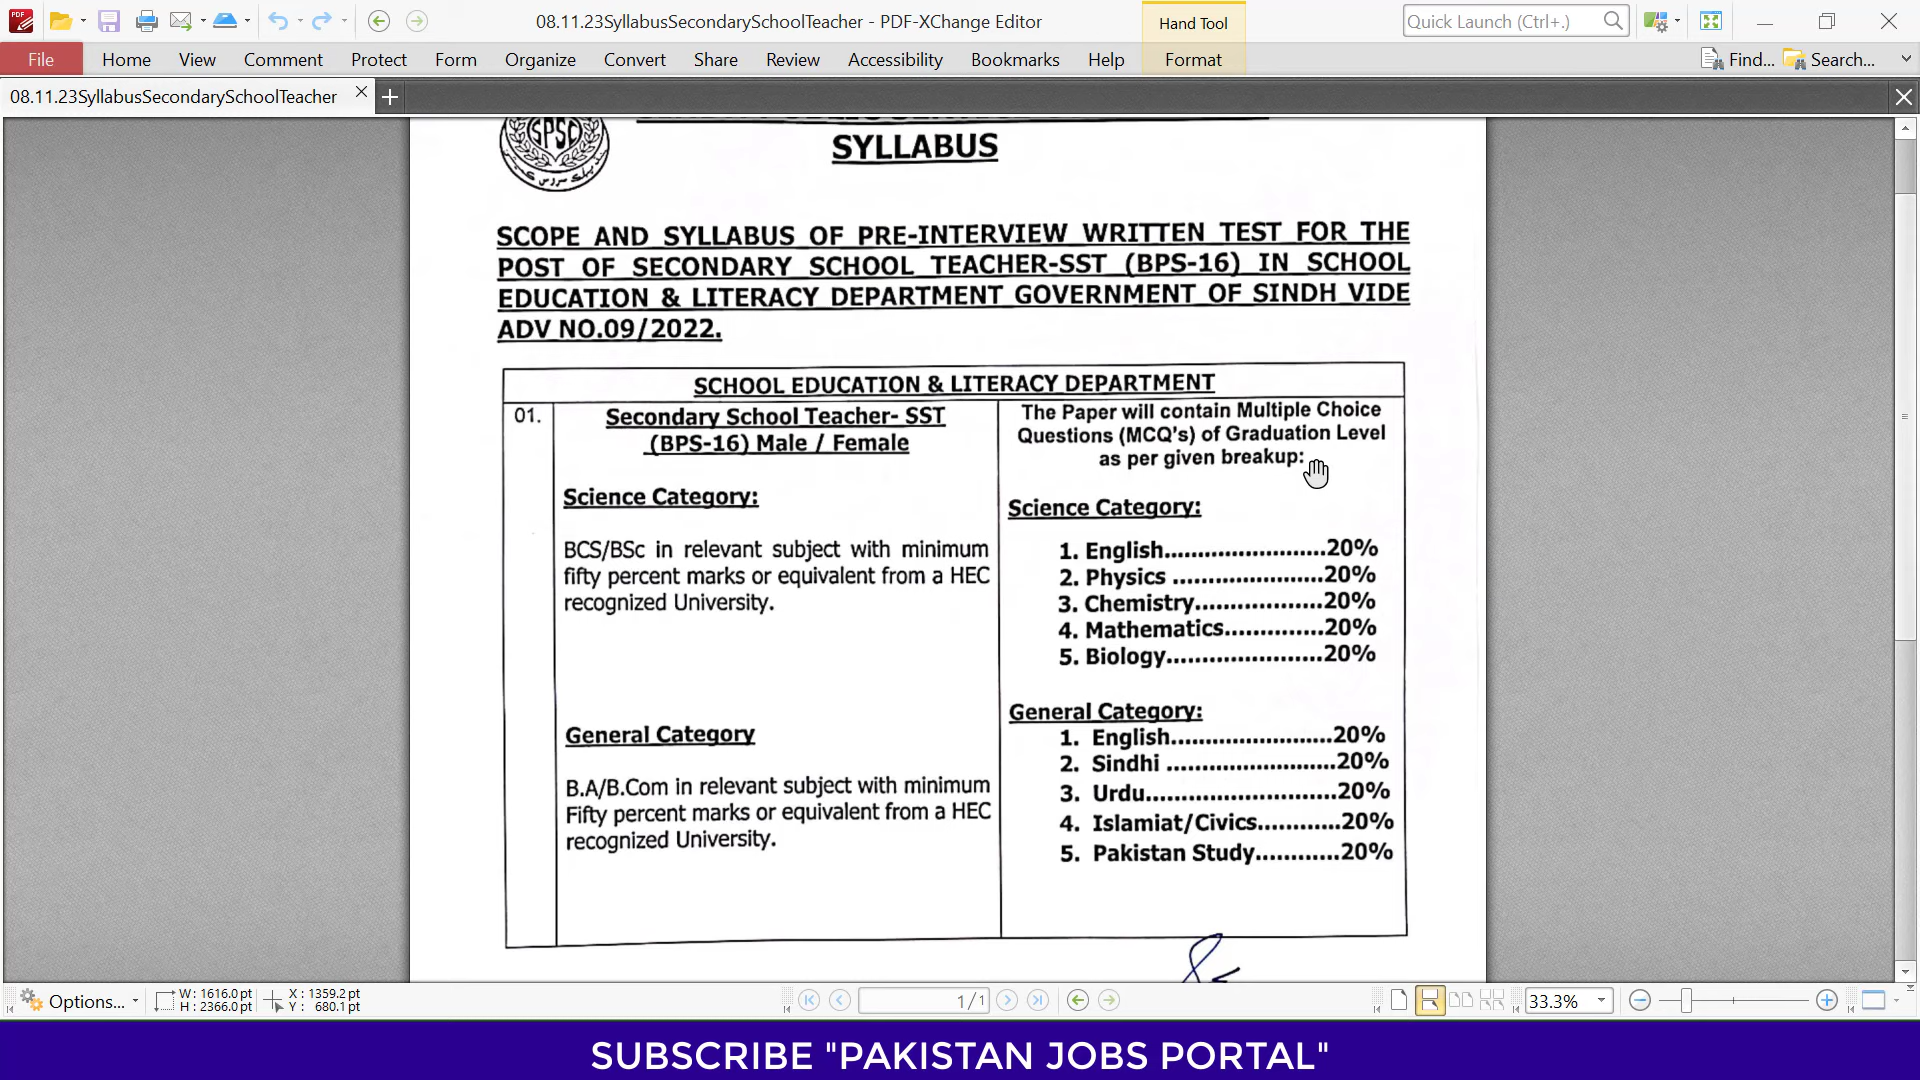 08.11.23SyllabusSecondarySchoolTeacher - PDF-XChange Editor
Hand Tool
Quick Launch (Ctrl+.)
File Home View Comment Protect Form Organize Convert Share Review Accessibility Bookmarks Help Format Find... Search...
08.11.23SyllabusSecondarySchoolTeacher
SPSC
SYLLABUS
SCOPE AND SYLLABUS OF PRE-INTERVIEW WRITTEN TEST FOR THE
POST OF SECONDARY SCHOOL TEACHER-SST (BPS-16) IN SCHOOL
EDUCATION & LITERACY DEPARTMENT GOVERNMENT OF SINDH VIDE
ADV NO.09/2022.
SCHOOL EDUCATION & LITERACY DEPARTMENT
01.
Secondary School Teacher- SST
(BPS-16) Male / Female
Science Category:
BCS/BSc in relevant subject with minimum
fifty percent marks or equivalent from a HEC
recognized University.
General Category
B.A/B.Com in relevant subject with minimum
Fifty percent marks or equivalent from a HEC
recognized University.
The Paper will contain Multiple Choice
Questions (MCQ's) of Graduation Level
as per given breakup:
Science Category:
1. English.......................20%
2. Physics ......................20%
3. Chemistry...................20%
4. Mathematics..............20%
5. Biology.......................20%
General Category:
1. English.......................20%
2. Sindhi ........................20%
3. Urdu............................20%
4. Islamiat/Civics............20%
5. Pakistan Study............20%
Options...
W: 1616.0 pt
H: 2366.0 pt
X: 1359.2 pt
Y: 680.1 pt
1/1
33.3%
SUBSCRIBE "PAKISTAN JOBS PORTAL"